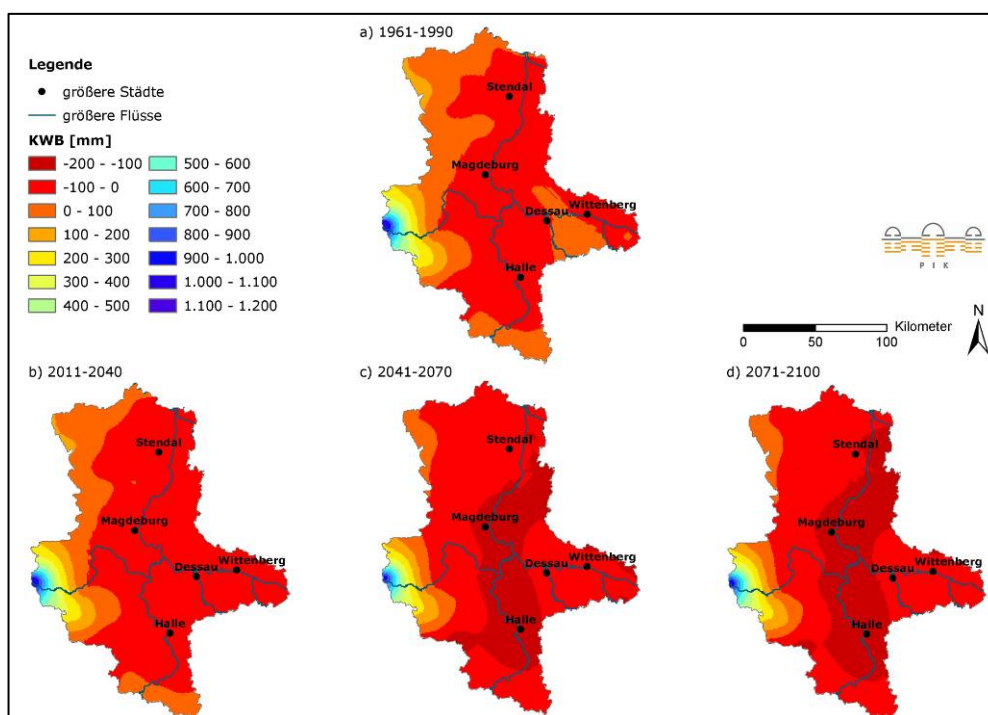 a) 1961-1990
Legende
größere Städte
größere Flüsse
KWB [mm]
-200 - -100
-100 - 0
0 - 100
100 - 200
200 - 300
300 - 400
400 - 500
500 - 600
600 - 700
700 - 800
800 - 900
900 - 1.000
1.000 - 1.100
1.100 - 1.200
Stendal
Magdeburg
Dessau
Wittenberg
Halle
P I K
Kilometer
0 50 100
N
b) 2011-2040
Stendal
Magdeburg
Dessau
Wittenberg
Halle
c) 2041-2070
Stendal
Magdeburg
Dessau
Wittenberg
Halle
d) 2071-2100
Stendal
Magdeburg
Dessau
Wittenberg
Halle